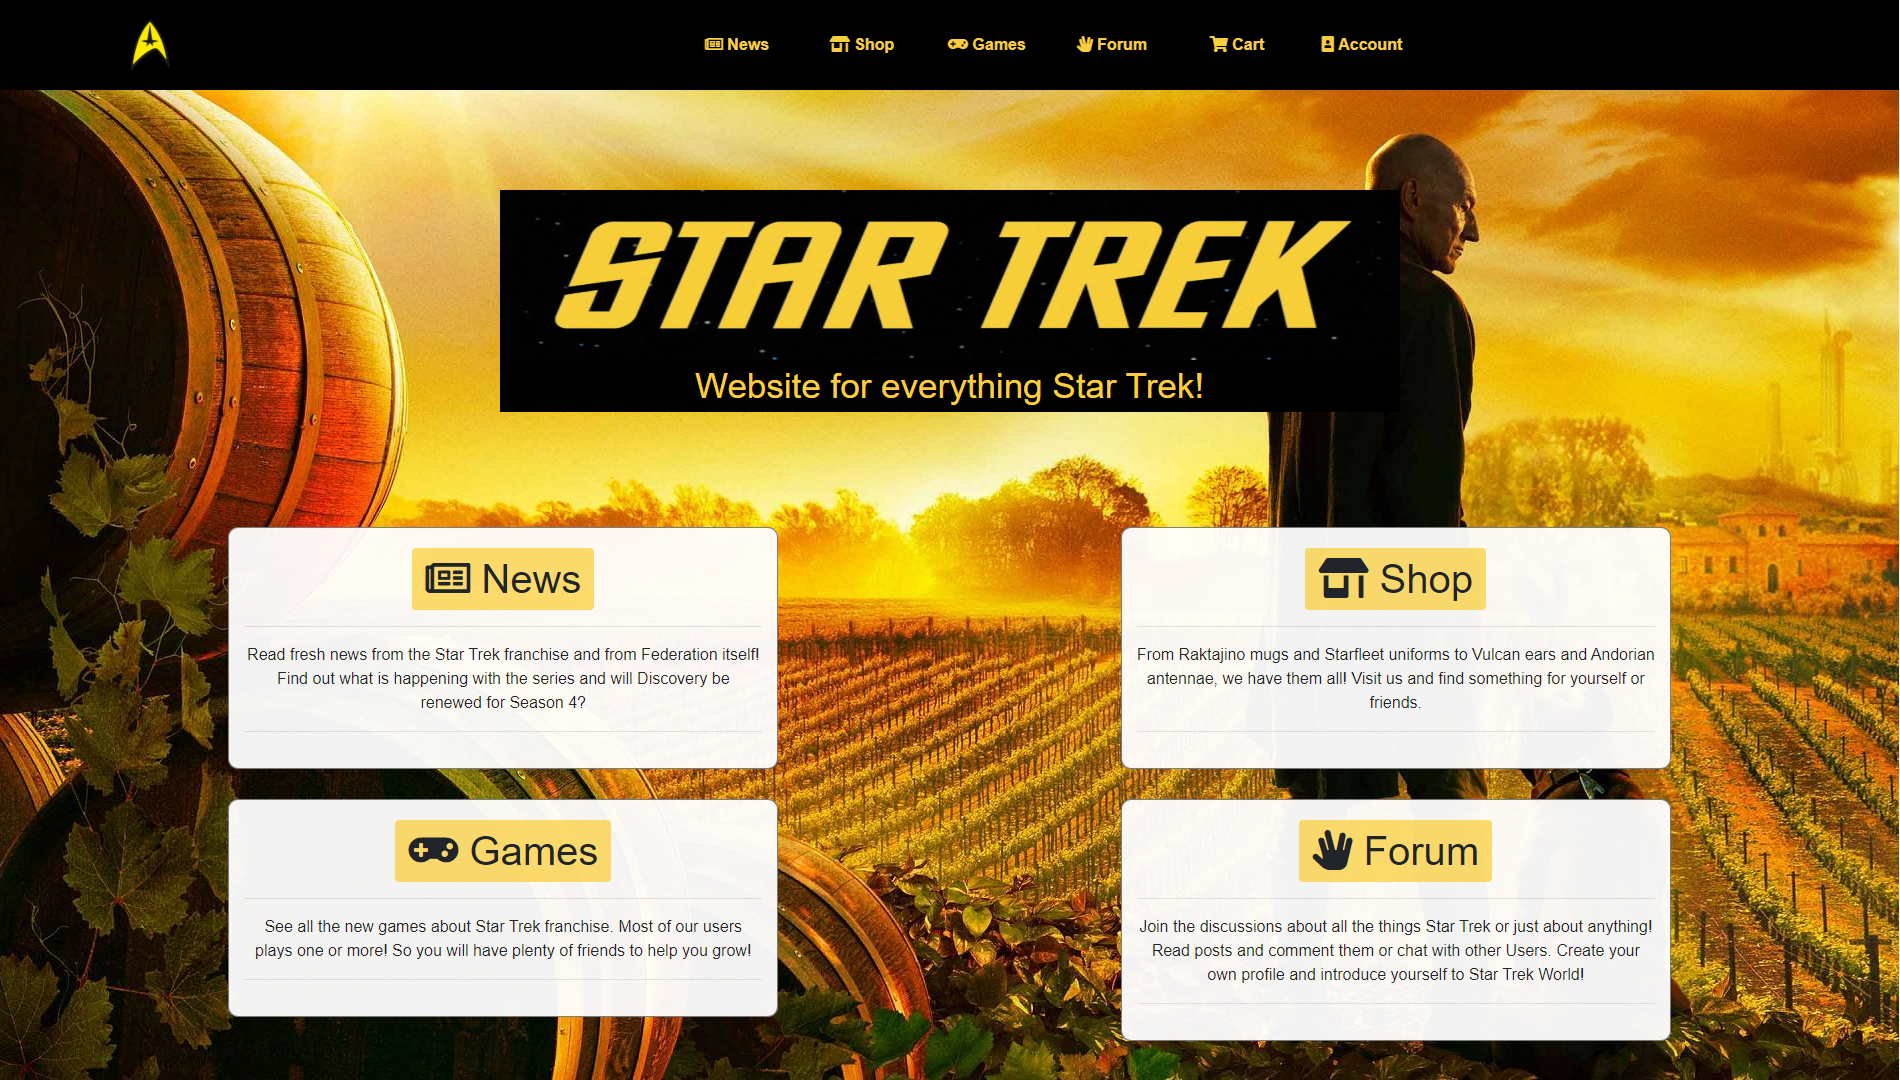 News Shop Games Forum Cart Account
STAR TREK
Website for everything Star Trek!
News
Read fresh news from the Star Trek franchise and from Federation itself!
Find out what is happening with the series and will Discovery be
renewed for Season 4?
Shop
From Raktajino mugs and Starfleet uniforms to Vulcan ears and Andorian
antennae, we have them all! Visit us and find something for yourself or
friends.
Games
See all the new games about Star Trek franchise. Most of our users
plays one or more! So you will have plenty of friends to help you grow!
Forum
Join the discussions about all the things Star Trek or just about anything!
Read posts and comment them or chat with other Users. Create your
own profile and introduce yourself to Star Trek World!